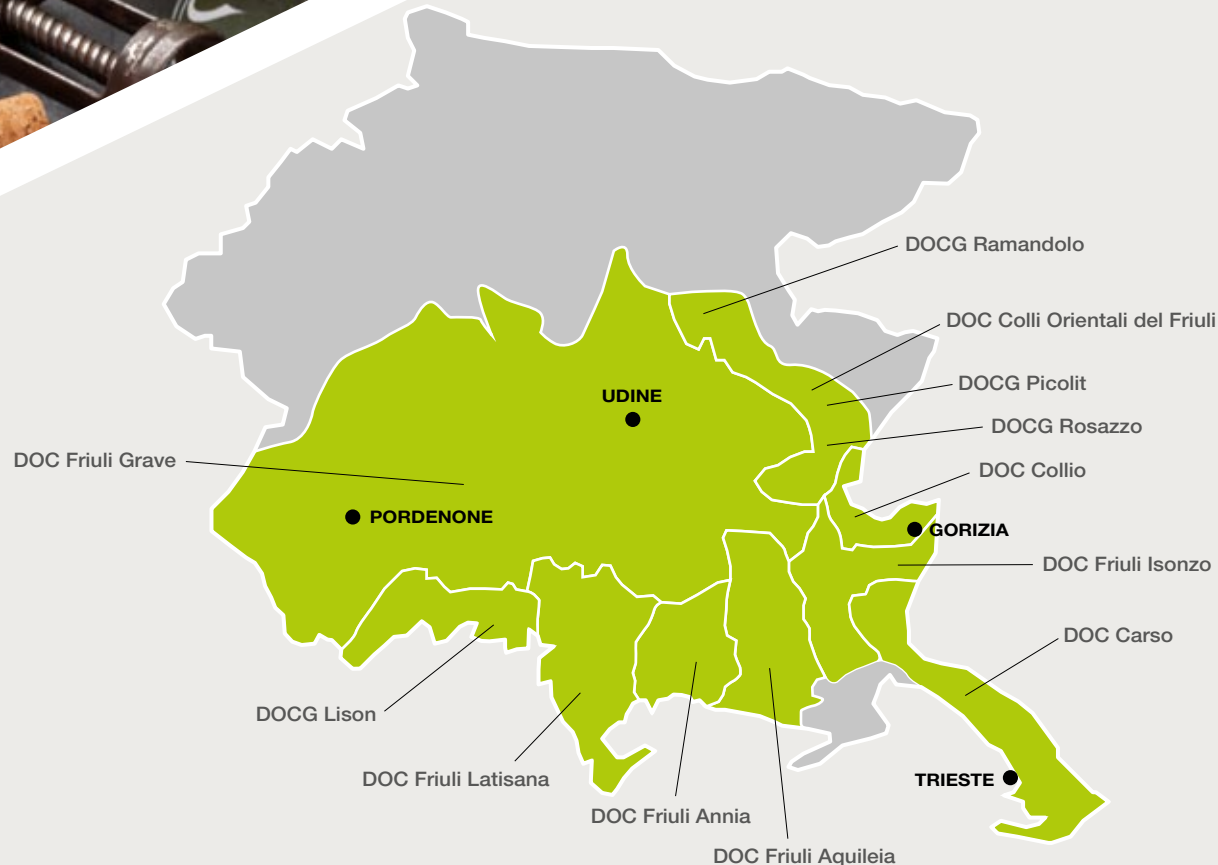 DOCG Ramandolo
DOC Colli Orientali del Friuli
DOCG Picolit
UDINE
DOCG Rosazzo
DOC Friuli Grave
DOC Collio
PORDENONE
GORIZIA
DOC Friuli Isonzo
DOC Carso
DOCG Lison
DOC Friuli Latisana
TRIESTE
DOC Friuli Annia
DOC Friuli Aquileia